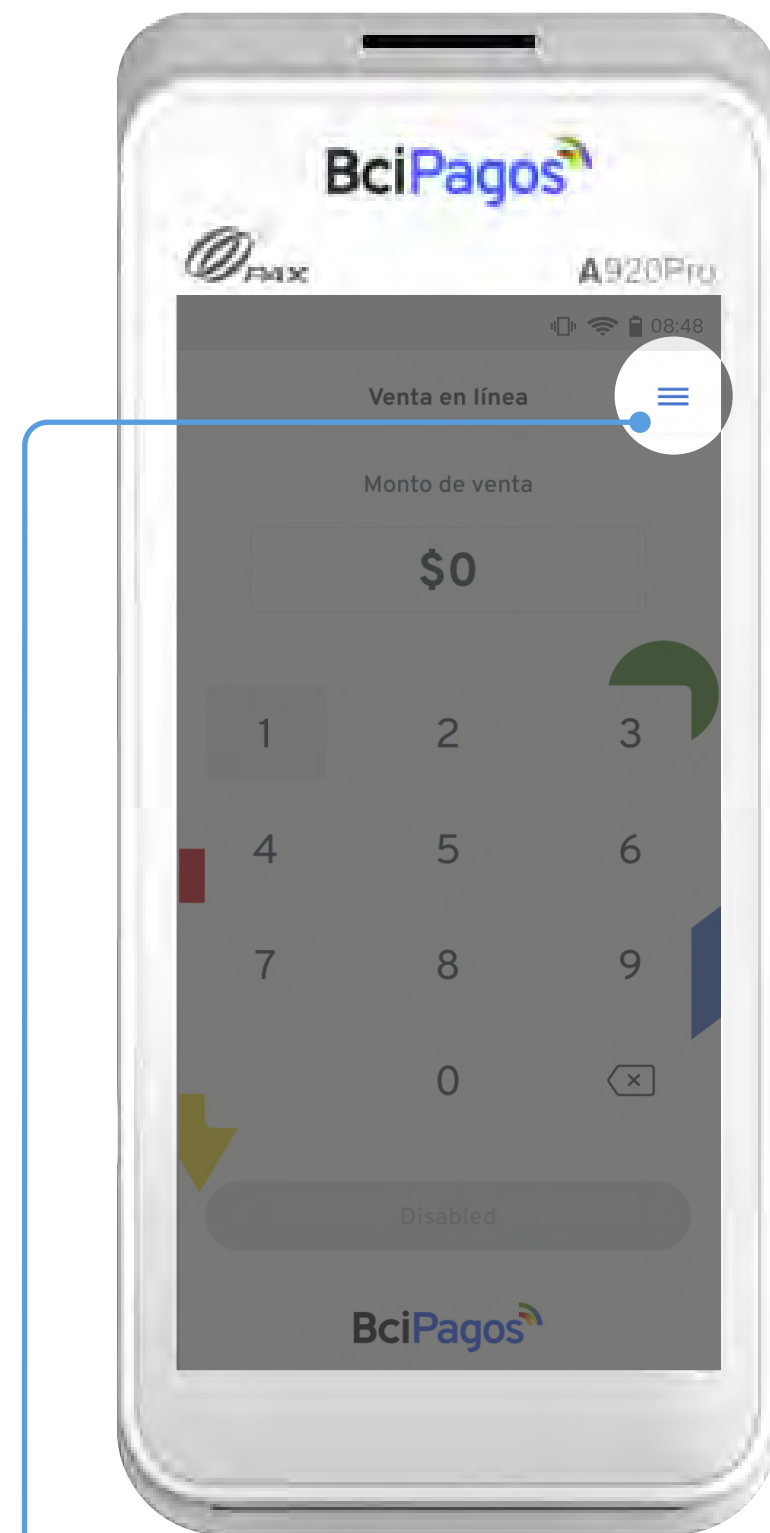 BciPagos
PAX A920Pro
08:48
Venta en línea
Monto de venta
$0
1 2 3
4 5 6
7 8 9
0
Disabled
BciPagos